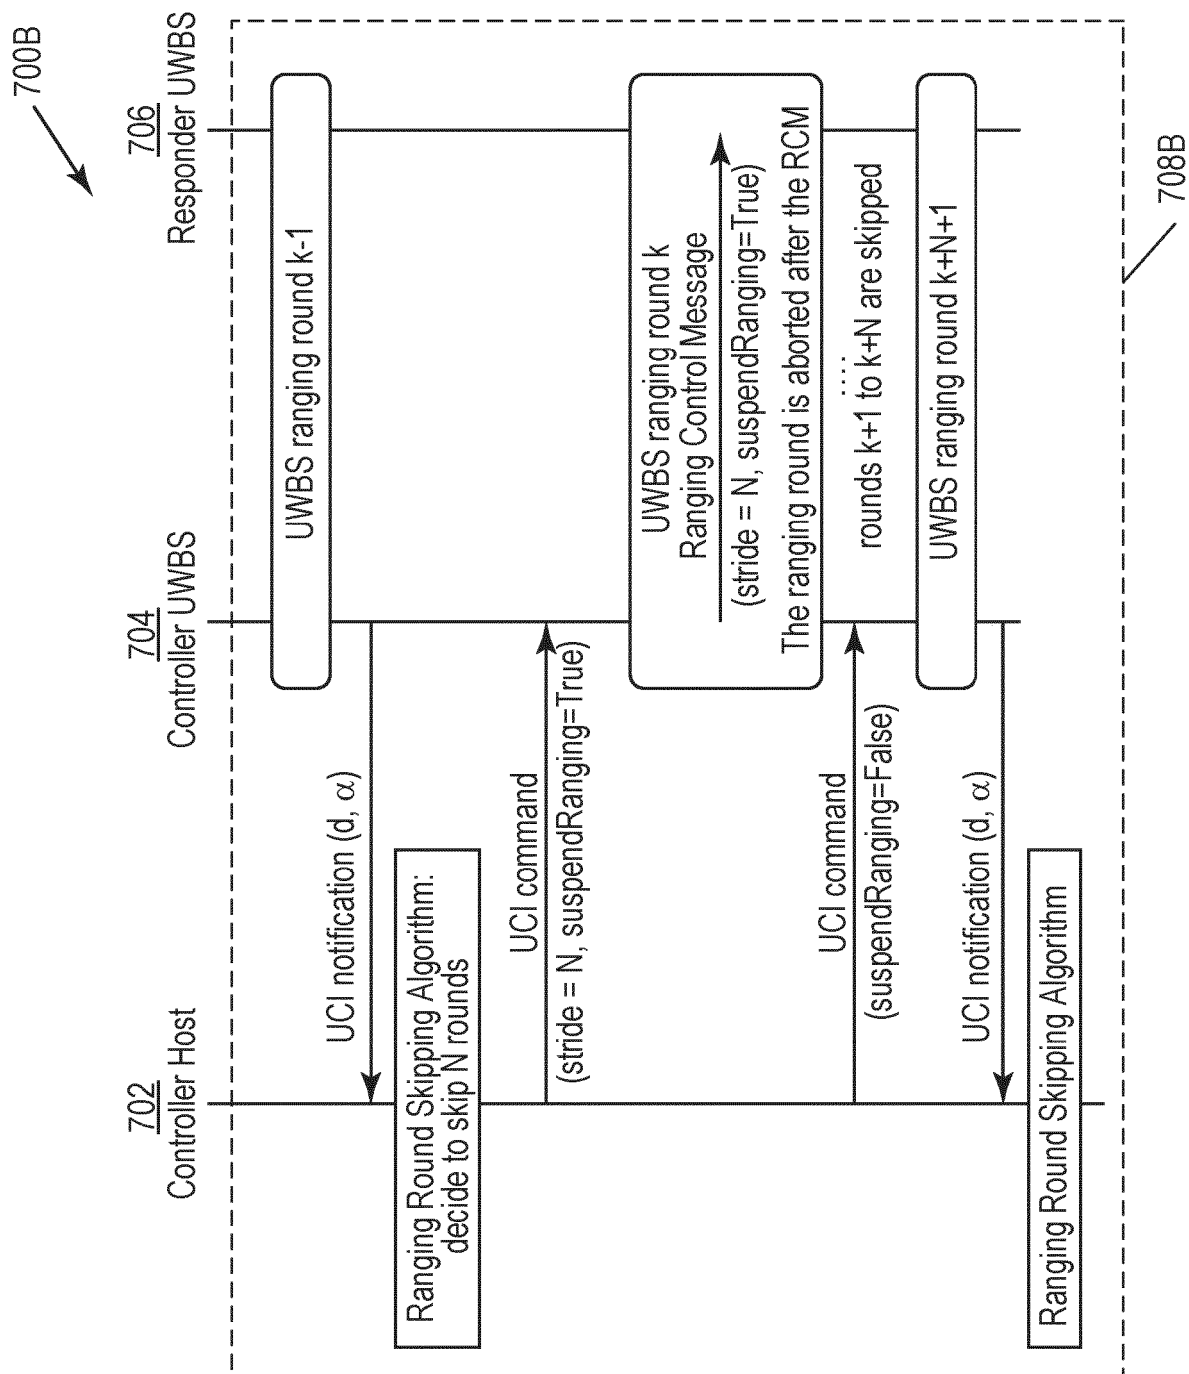 700B
702
Controller Host
704
Controller UWBS
706
Responder UWBS
UWBS ranging round k-1
UCI notification (d, α)
Ranging Round Skipping Algorithm:
decide to skip N rounds
UCI command
(stride = N, suspendRanging=True)
UWBS ranging round k
Ranging Control Message
(stride = N, suspendRanging=True)
The ranging round is aborted after the RCM
....
rounds k+1 to k+N are skipped
UCI command
(suspendRanging=False)
UWBS ranging round k+N+1
UCI notification (d, α)
Ranging Round Skipping Algorithm
708B